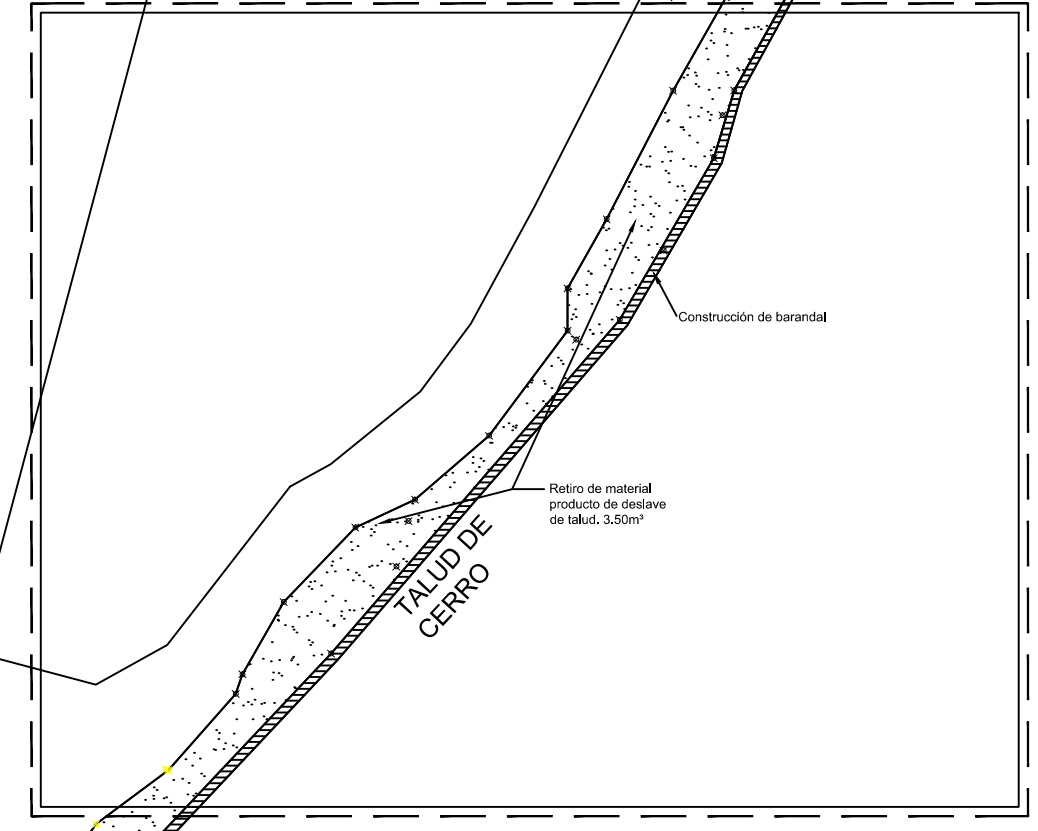 Construcción de barandal
Retiro de material
producto de deslave
de talud. 3.50m³
TALUD DE
CERRO